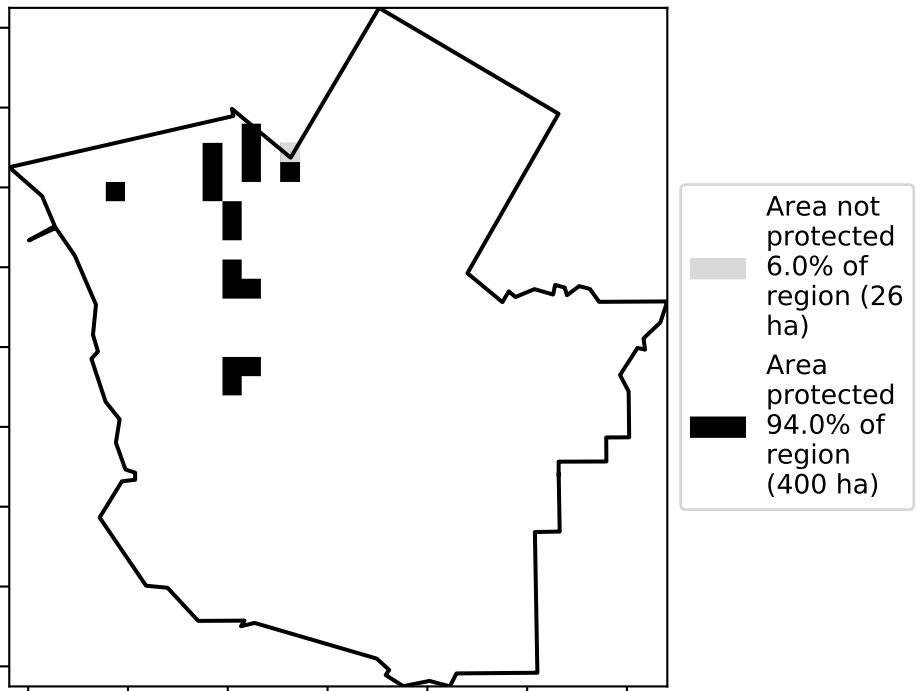 Area not
protected
6.0% of
region (26
ha)
Area
protected
94.0% of
region
(400 ha)